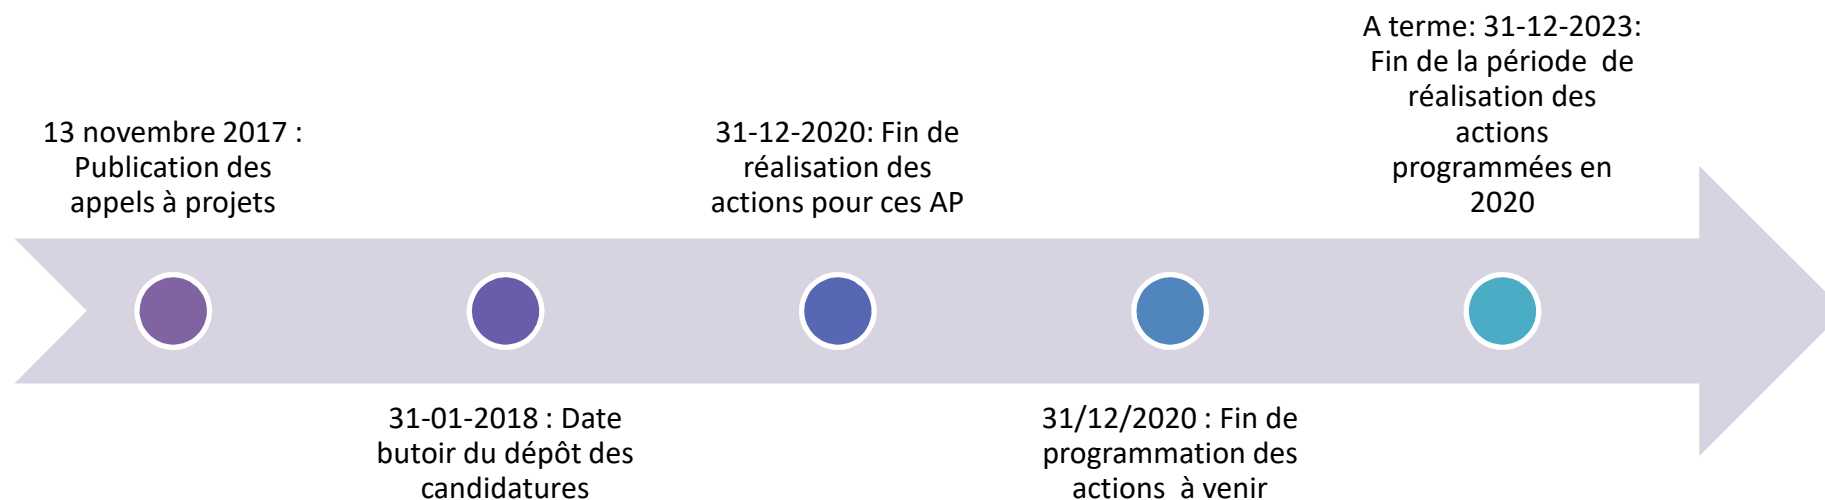 13 novembre 2017 :
Publication des
appels à projets
31-01-2018 : Date
butoir du dépôt des
candidatures
31-12-2020: Fin de
réalisation des
actions pour ces AP
31/12/2020 : Fin de
programmation des
actions à venir
A terme: 31-12-2023:
Fin de la période de
réalisation des
actions
programmées en
2020